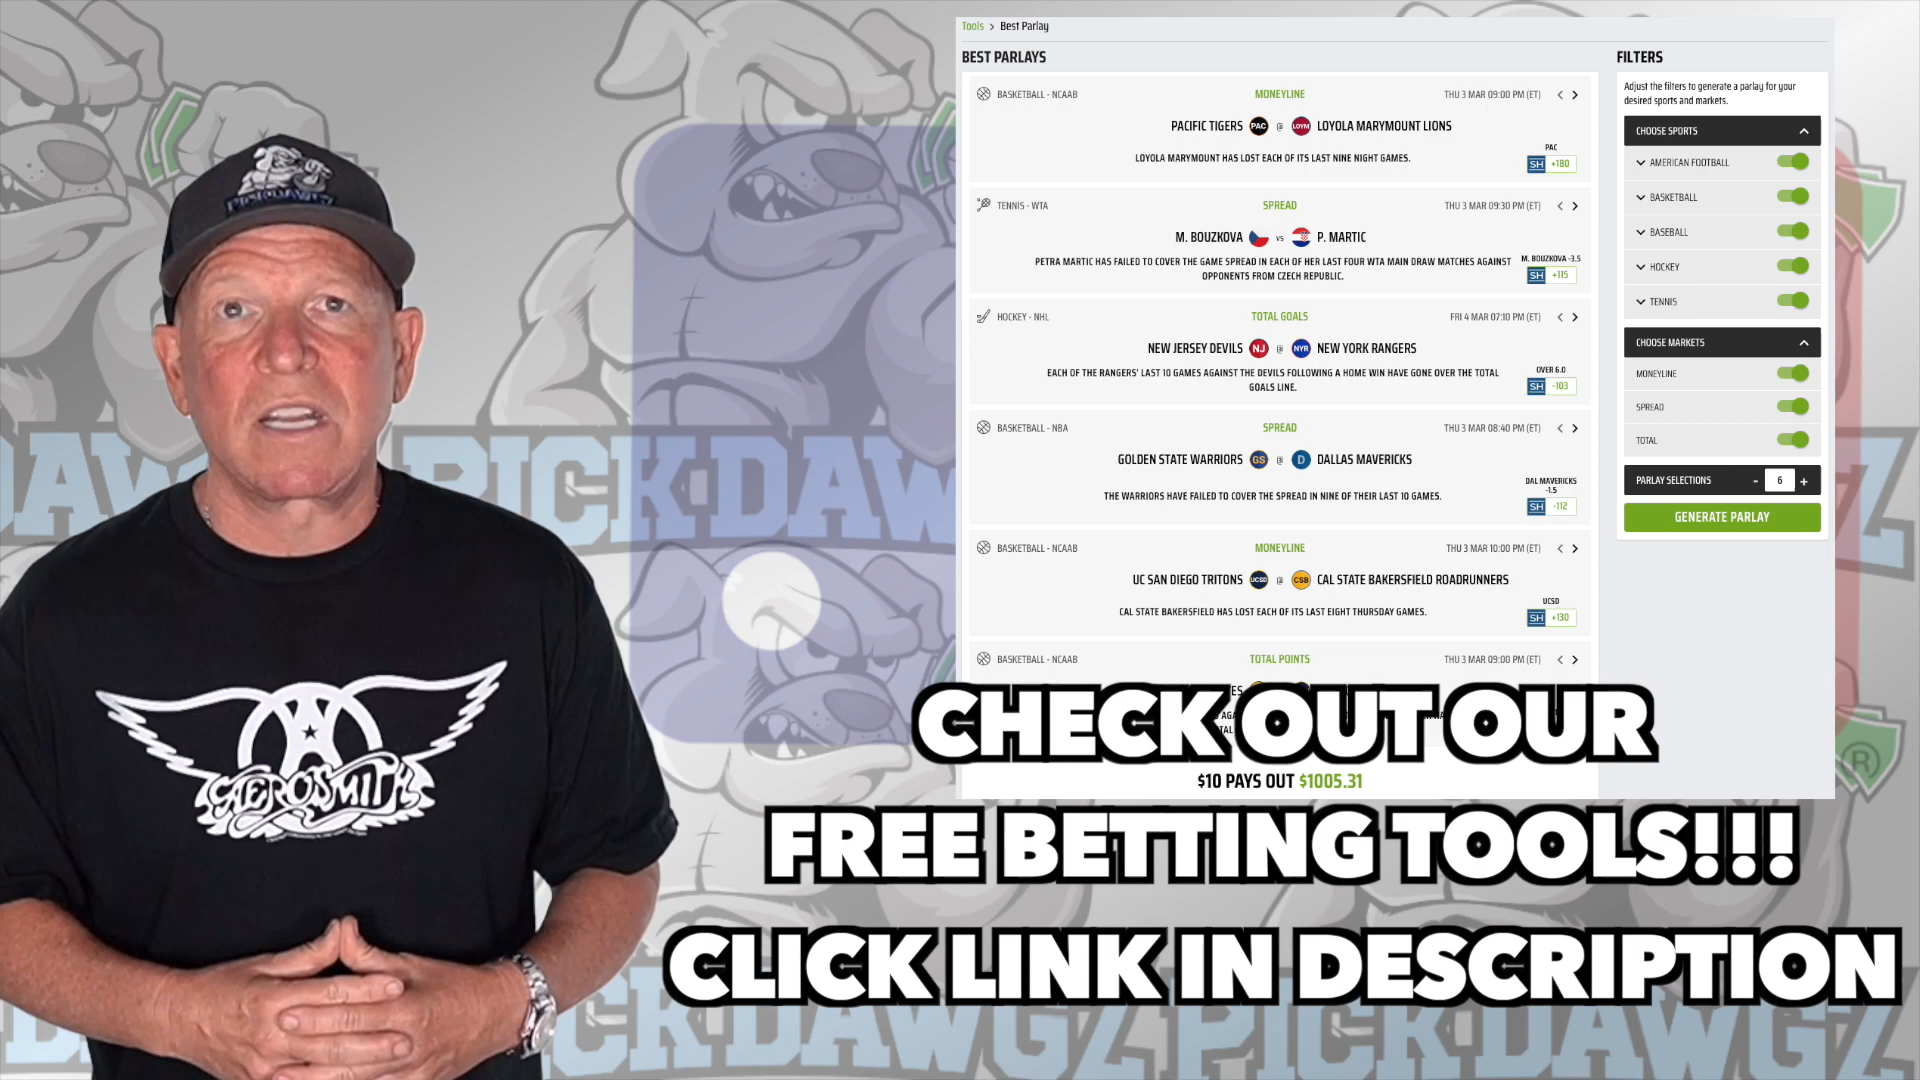 Tools > Best Parlay
BEST PARLAYS
BASKETBALL - NCAAB MONEYLINE THU 3 MAR 09:00 PM (ET)
PACIFIC TIGERS PAC @ LOYM LOYOLA MARYMOUNT LIONS
LOYOLA MARYMOUNT HAS LOST EACH OF ITS LAST NINE NIGHT GAMES.
PAC
SH +180
TENNIS - WTA SPREAD THU 3 MAR 09:30 PM (ET)
M. BOUZKOVA VS P. MARTIC
PETRA MARTIC HAS FAILED TO COVER THE GAME SPREAD IN EACH OF HER LAST FOUR WTA MAIN DRAW MATCHES AGAINST
OPPONENTS FROM CZECH REPUBLIC.
M. BOUZKOVA -3.5
SH +115
HOCKEY - NHL TOTAL GOALS FRI 4 MAR 07:10 PM (ET)
NEW JERSEY DEVILS NJ @ NYR NEW YORK RANGERS
EACH OF THE RANGERS' LAST 10 GAMES AGAINST THE DEVILS FOLLOWING A HOME WIN HAVE GONE OVER THE TOTAL
GOALS LINE.
OVER 6.0
SH -103
BASKETBALL - NBA SPREAD THU 3 MAR 08:40 PM (ET)
GOLDEN STATE WARRIORS GS @ D DALLAS MAVERICKS
THE WARRIORS HAVE FAILED TO COVER THE SPREAD IN NINE OF THEIR LAST 10 GAMES.
DAL MAVERICKS
-1.5
SH -112
BASKETBALL - NCAAB MONEYLINE THU 3 MAR 10:00 PM (ET)
UC SAN DIEGO TRITONS UCSD @ CSB CAL STATE BAKERSFIELD ROADRUNNERS
CAL STATE BAKERSFIELD HAS LOST EACH OF ITS LAST EIGHT THURSDAY GAMES.
UCSD
SH +130
BASKETBALL - NCAAB TOTAL POINTS THU 3 MAR 09:00 PM (ET)
$10 PAYS OUT $1005.31
FILTERS
Adjust the filters to generate a parlay for your
desired sports and markets.
CHOOSE SPORTS
AMERICAN FOOTBALL
BASKETBALL
BASEBALL
HOCKEY
TENNIS
CHOOSE MARKETS
MONEYLINE
SPREAD
TOTAL
PARLAY SELECTIONS - 6 +
GENERATE PARLAY
CHECK OUT OUR
FREE BETTING TOOLS!!!
CLICK LINK IN DESCRIPTION
PICKDAWGZ
AEROSMITH
PICKDAWGZ
PICKDAWGZ PICKDAWGZ
®